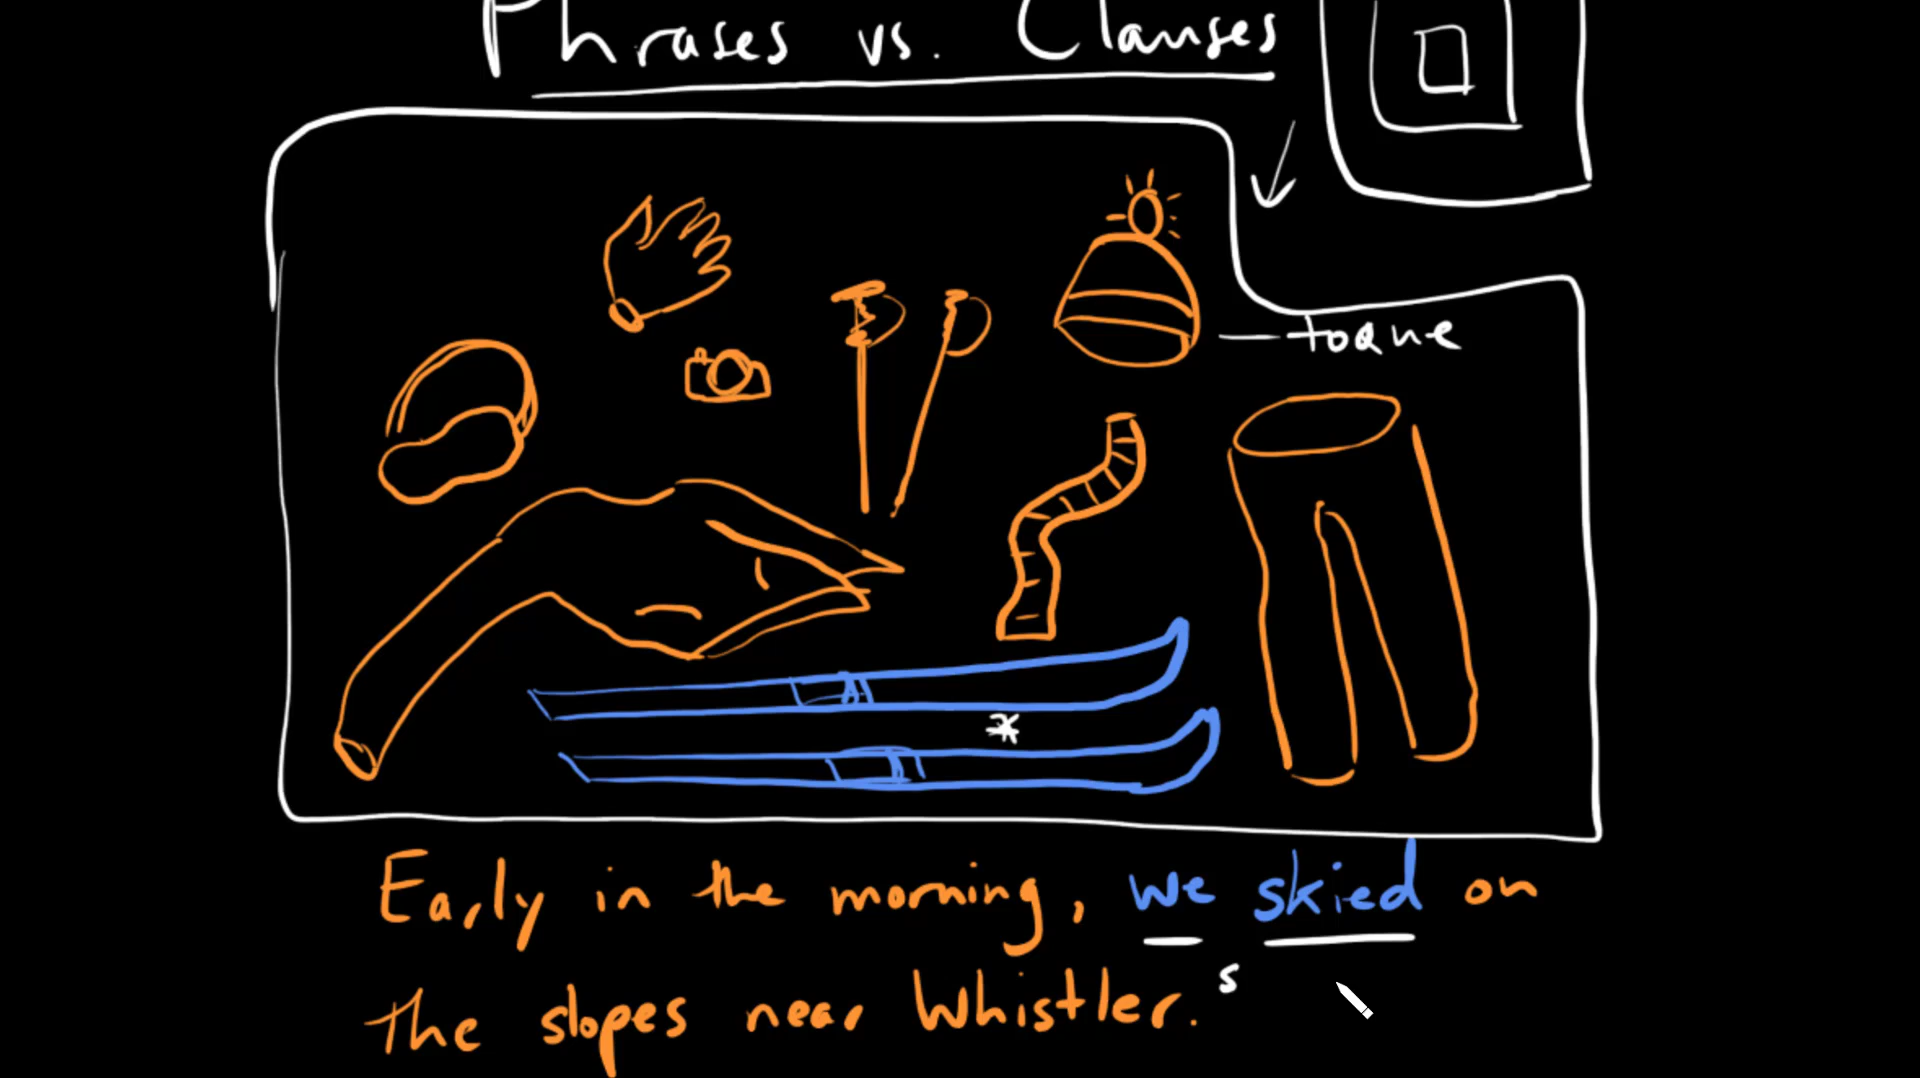 Phrases vs. Clauses
toque
*
Early in the morning, we skied on
the slopes near Whistler.
s